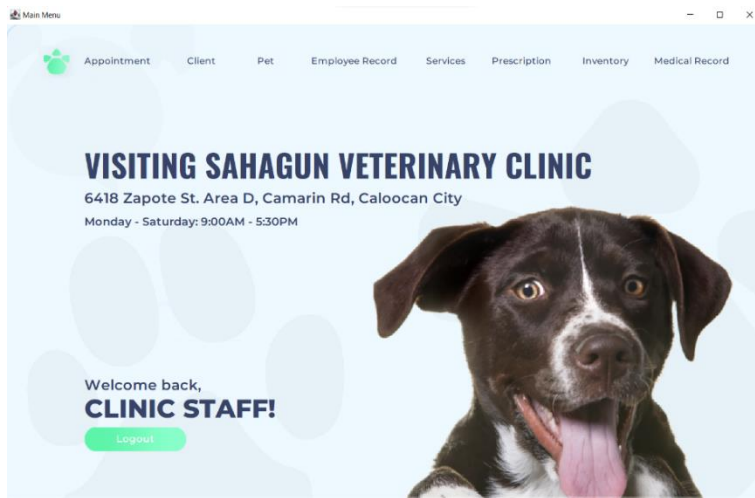 Main Menu
Appointment Client Pet Employee Record Services Prescription Inventory Medical Record
VISITING SAHAGUN VETERINARY CLINIC
6418 Zapote St. Area D, Camarin Rd, Caloocan City
Monday - Saturday: 9:00AM - 5:30PM
Welcome back,
CLINIC STAFF!
Logout